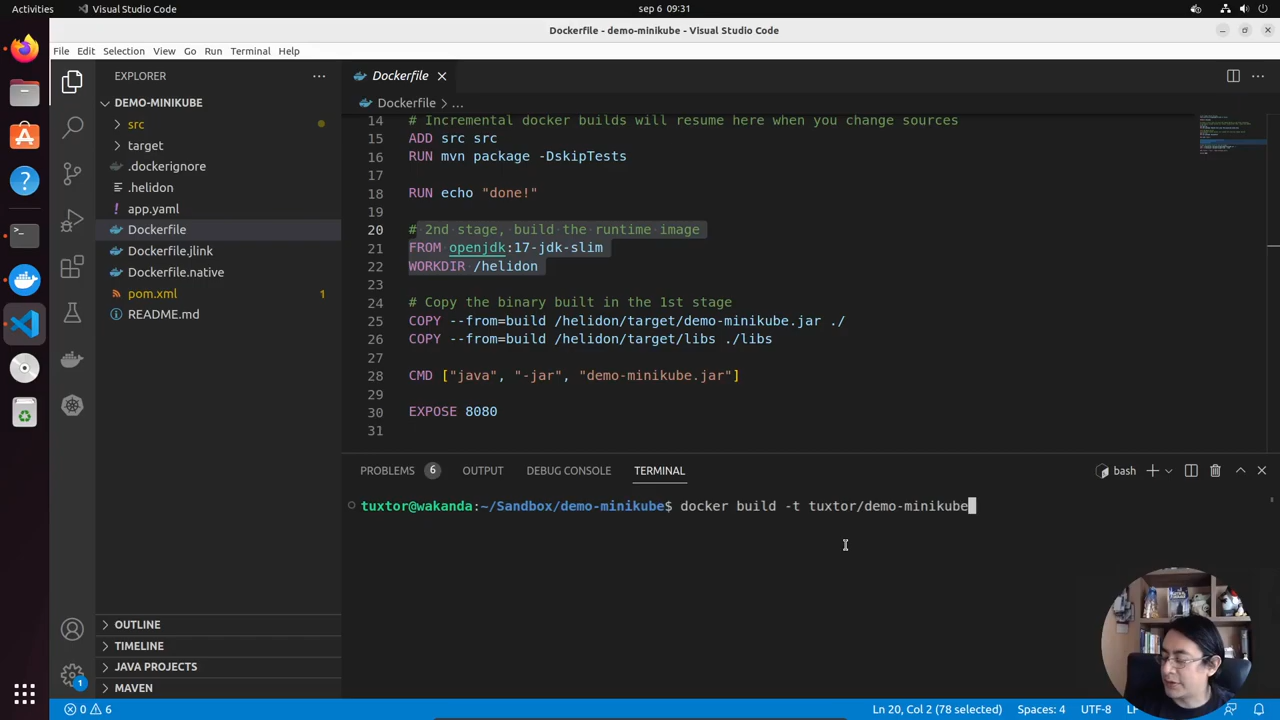 Activities
Visual Studio Code
sep 6 09:31
Dockerfile - demo-minikube - Visual Studio Code
File Edit Selection View Go Run Terminal Help
EXPLORER
DEMO-MINIKUBE
src
target
.dockerignore
.helidon
app.yaml
Dockerfile
Dockerfile.jlink
Dockerfile.native
pom.xml 1
README.md
OUTLINE
TIMELINE
JAVA PROJECTS
MAVEN
Dockerfile
Dockerfile > ...
14 # Incremental docker builds will resume here when you change sources
15 ADD src src
16 RUN mvn package -DskipTests
17
18 RUN echo "done!"
19
20 # 2nd stage, build the runtime image
21 FROM openjdk:17-jdk-slim
22 WORKDIR /helidon
23
24 # Copy the binary built in the 1st stage
25 COPY --from=build /helidon/target/demo-minikube.jar ./
26 COPY --from=build /helidon/target/libs ./libs
27
28 CMD ["java", "-jar", "demo-minikube.jar"]
29
30 EXPOSE 8080
31
PROBLEMS 6 OUTPUT DEBUG CONSOLE TERMINAL
bash
tuxtor@wakanda:~/Sandbox/demo-minikube$ docker build -t tuxtor/demo-minikube
1
0 6
Ln 20, Col 2 (78 selected) Spaces: 4 UTF-8